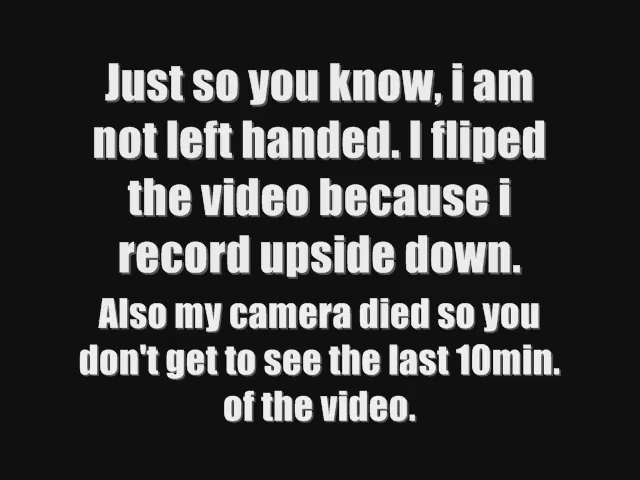 Just so you know, i am
not left handed. I fliped
the video because i
record upside down.
Also my camera died so you
don't get to see the last 10min.
of the video.